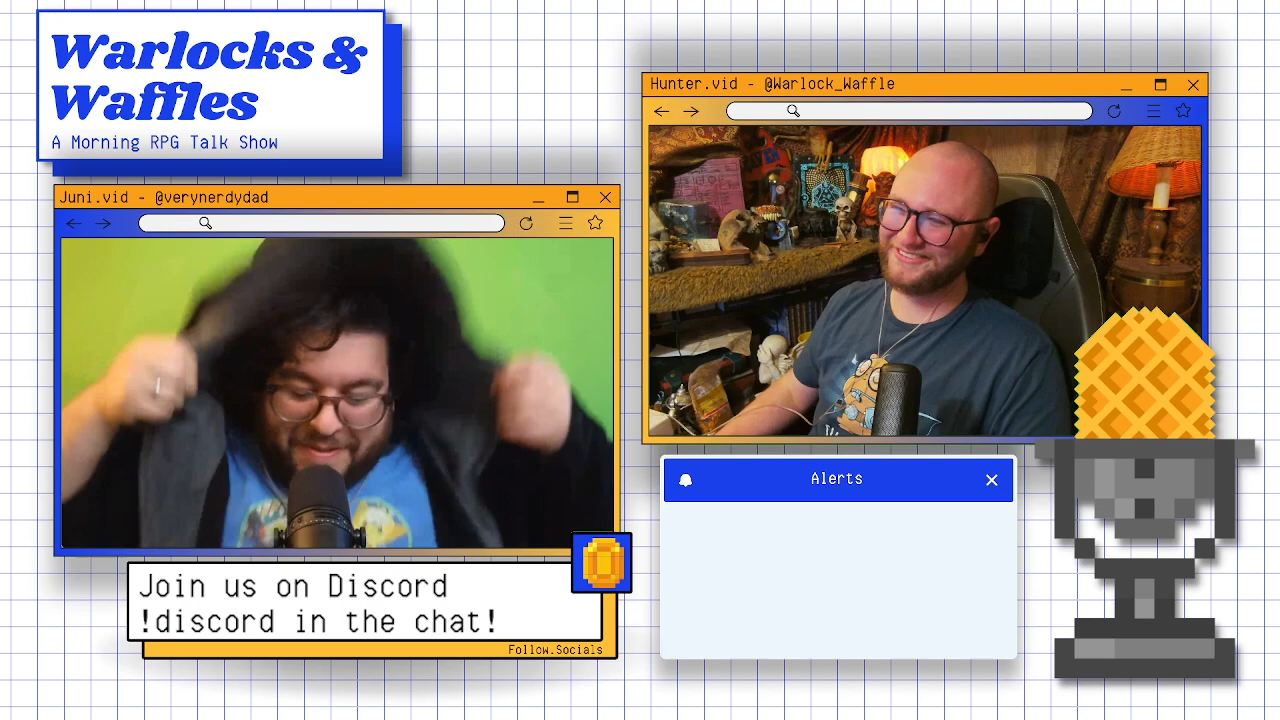 Warlocks &
Waffles
A Morning RPG Talk Show
Juni.vid - @verynerdydad
Hunter.vid - @Warlock_Waffle
Join us on Discord
!discord in the chat!
Follow.Socials
Alerts